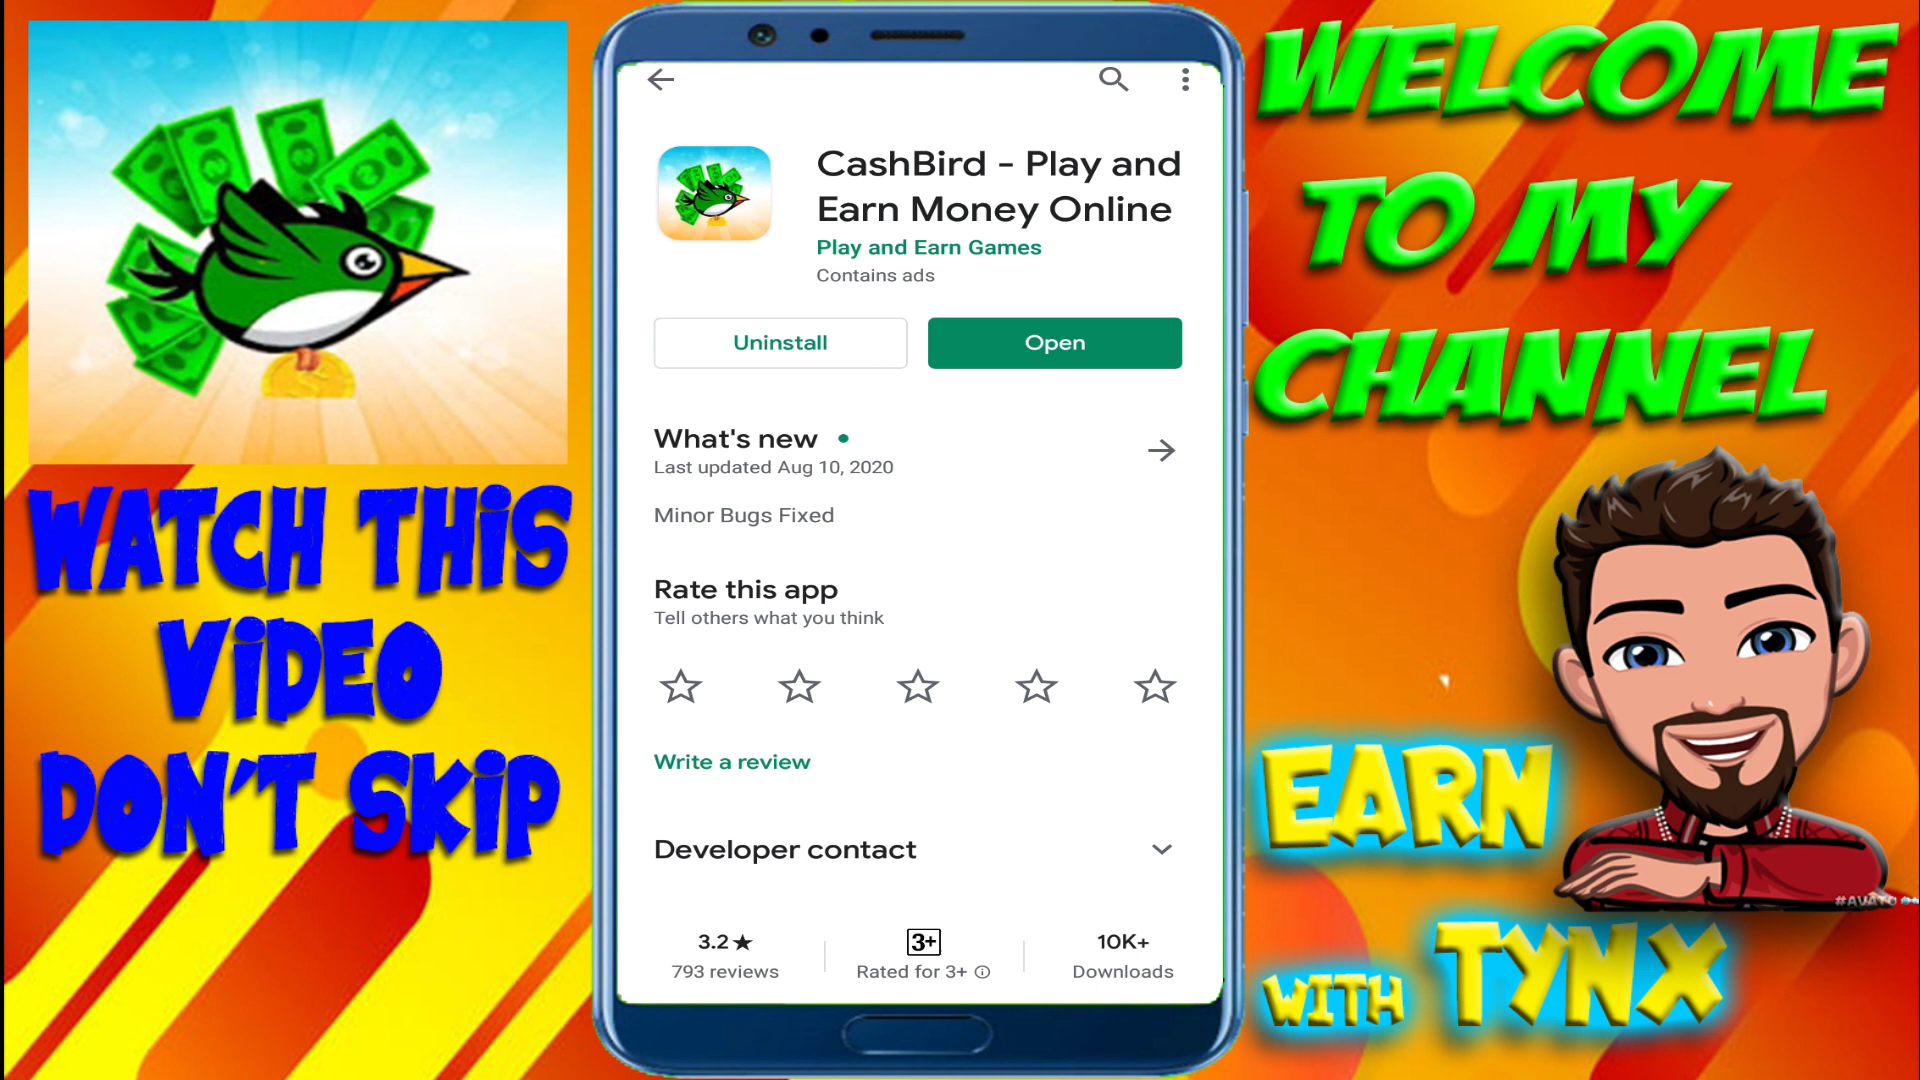 WATCH THIS
VIDEO
DON'T SKIP
CashBird - Play and
Earn Money Online
Play and Earn Games
Contains ads
Uninstall
Open
What's new
Last updated Aug 10, 2020
Minor Bugs Fixed
Rate this app
Tell others what you think
Write a review
Developer contact
3.2★
793 reviews
3+
Rated for 3+
10K+
Downloads
WELCOME
TO MY
CHANNEL
EARN
WITH TYNX